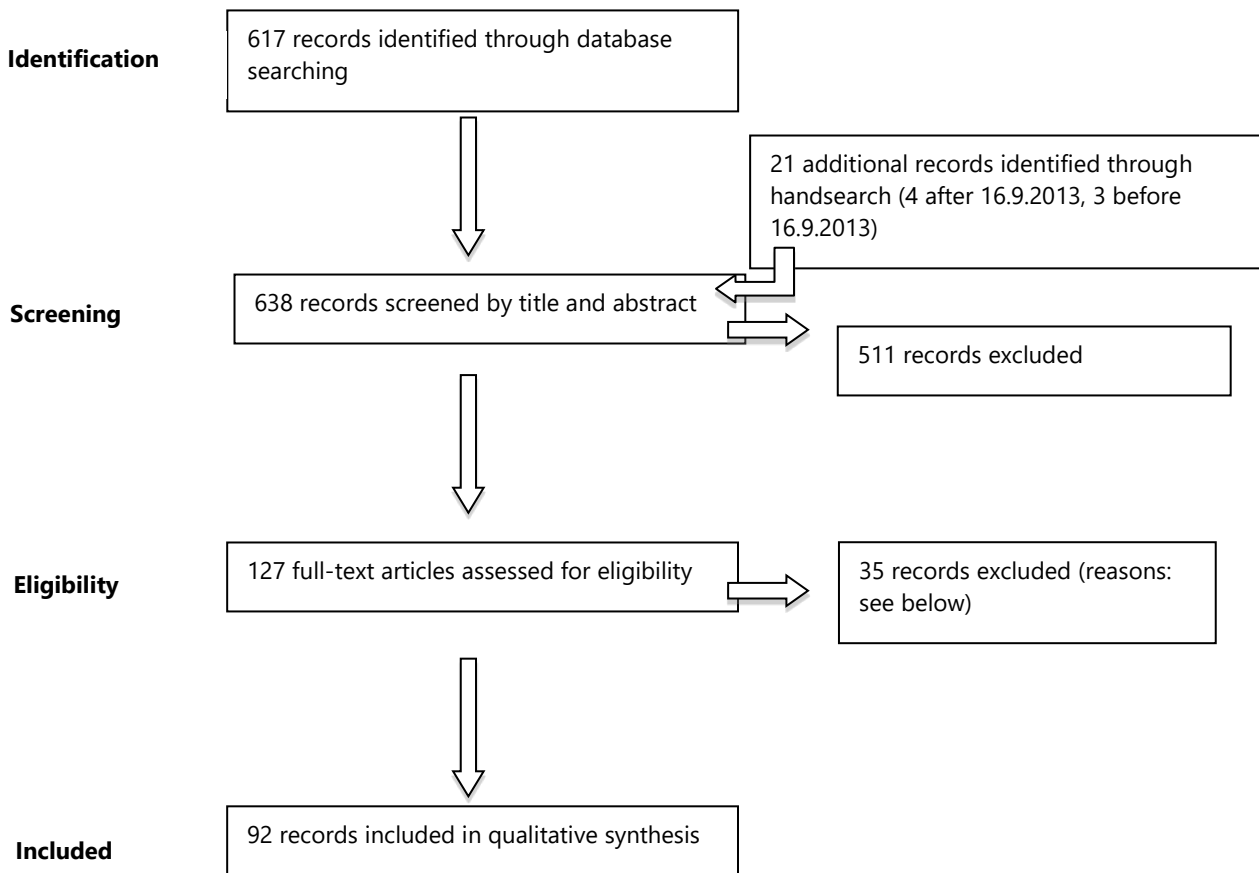 Identification
617 records identified through database
searching
21 additional records identified through
handsearch (4 after 16.9.2013, 3 before
16.9.2013)
Screening
638 records screened by title and abstract
511 records excluded
Eligibility
127 full-text articles assessed for eligibility
35 records excluded (reasons:
see below)
Included
92 records included in qualitative synthesis